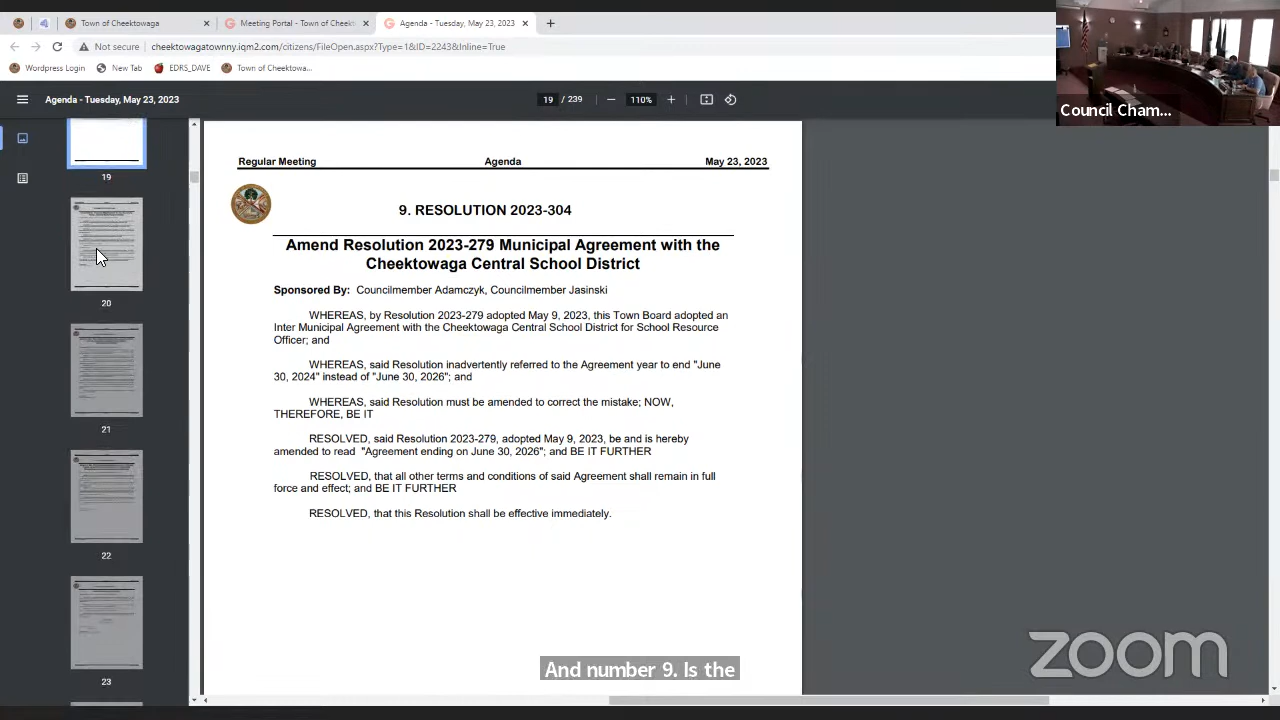 Town of Cheektowaga
Meeting Portal - Town of Cheekt
Agenda - Tuesday, May 23, 2023
Not secure
cheektowagatownny.iqm2.com/citizens/FileOpen.aspx?Type=1&ID=2243&Inline=True
Wordpress Login
New Tab
EDRS_DAVE
Town of Cheektowa...
Agenda - Tuesday, May 23, 2023
19 / 239
110%
Council Cham...
19
20
21
22
23
Regular Meeting
Agenda
May 23, 2023
9. RESOLUTION 2023-304
Amend Resolution 2023-279 Municipal Agreement with the
Cheektowaga Central School District
Sponsored By: Councilmember Adamczyk, Councilmember Jasinski
WHEREAS, by Resolution 2023-279 adopted May 9, 2023, this Town Board adopted an
Inter Municipal Agreement with the Cheektowaga Central School District for School Resource
Officer; and
WHEREAS, said Resolution inadvertently referred to the Agreement year to end "June
30, 2024" instead of "June 30, 2026"; and
WHEREAS, said Resolution must be amended to correct the mistake; NOW,
THEREFORE, BE IT
RESOLVED, said Resolution 2023-279, adopted May 9, 2023, be and is hereby
amended to read "Agreement ending on June 30, 2026"; and BE IT FURTHER
RESOLVED, that all other terms and conditions of said Agreement shall remain in full
force and effect; and BE IT FURTHER
RESOLVED, that this Resolution shall be effective immediately.
And number 9. Is the
zoom